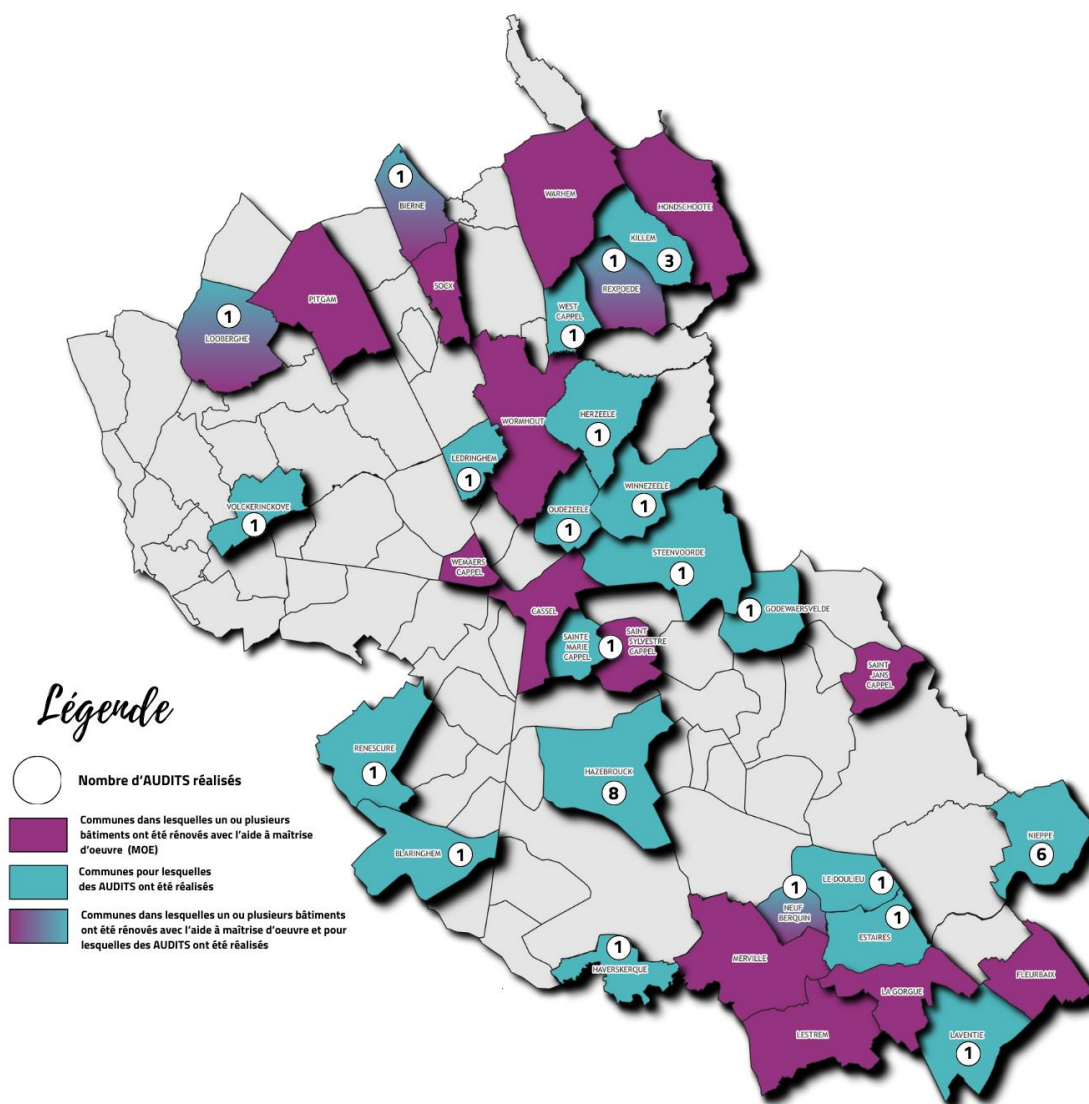 WARHEM
HONDSCHOOTE
1
BIERNE
KILLEM
3
1
REXPOEDE
SOCX
PITGAM
1
LOOBERGHE
WEST
CAPPEL
1
WORMHOUT
HERZEELE
1
LEDRINGHEM
1
WINNEZEELE
1
VOLCKERINCKOVE
1
OUDEZEELE
1
STEENVOORDE
1
WEMAERS
CAPPEL
CASSEL
1
GODEWAERSVELDE
SAINTE
MARIE
CAPPEL
1
SAINT
SYLVESTRE
CAPPEL
SAINT
JANS
CAPPEL
RENESCURE
1
HAZEBROUCK
8
BLARINGHEM
1
NIEPPE
6
LE DOULIEU
1
1
NEUF
BERQUIN
1
ESTAIRES
1
HAVERSKERQUE
MERVILLE
FLEURBAIX
LA GORGUE
LESTREM
LAVENTIE
1
Légende
Nombre d'AUDITS réalisés
Communes dans lesquelles un ou plusieurs
bâtiments ont été rénovés avec l'aide à maîtrise
d'oeuvre (MOE)
Communes pour lesquelles
des AUDITS ont été réalisés
Communes dans lesquelles un ou plusieurs bâtiments
ont été rénovés avec l'aide à maîtrise d'oeuvre et pour
lesquelles des AUDITS ont été réalisés